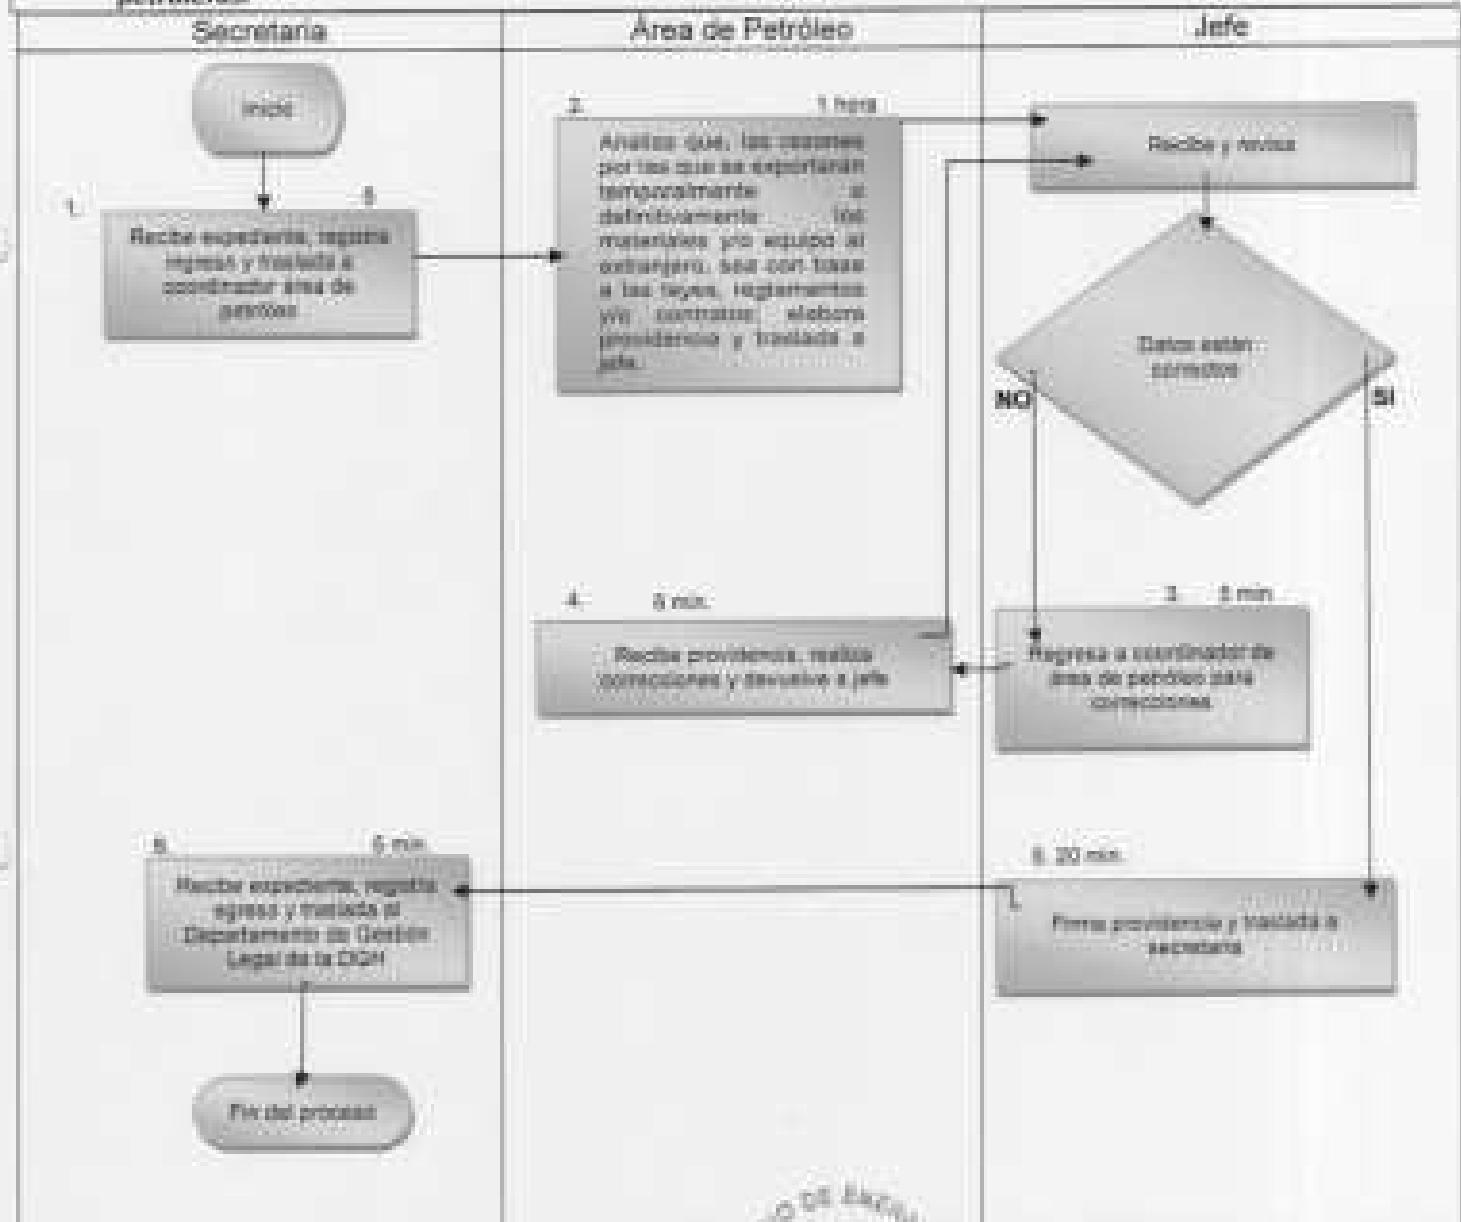 petroleras.
Secretaria
Área de Petróleo
Jefe
Inicio
2.
1 hora
Analiza que, las razones
por las que se exportarán
temporalmente o
definitivamente los
materiales y/o equipo al
extranjero, sea con base
a las leyes, reglamentos
y/o contratos, elabora
providencia y traslada a
jefe.
Recibe y revisa
1.
5
Recibe expediente, registra
ingreso y traslada a
coordinador área de
petróleo
Datos están
correctos
NO
SI
4.
5 min.
Recibe providencia, realiza
correcciones y devuelve a jefe
3.
5 min
Regresa a coordinador de
área de petróleo para
correcciones
5 min.
Recibe expediente, registra
egreso y traslada al
Departamento de Gestión
Legal de la DGH
5. 20 min.
Firma providencia y traslada a
secretaria
Fin del proceso
DE